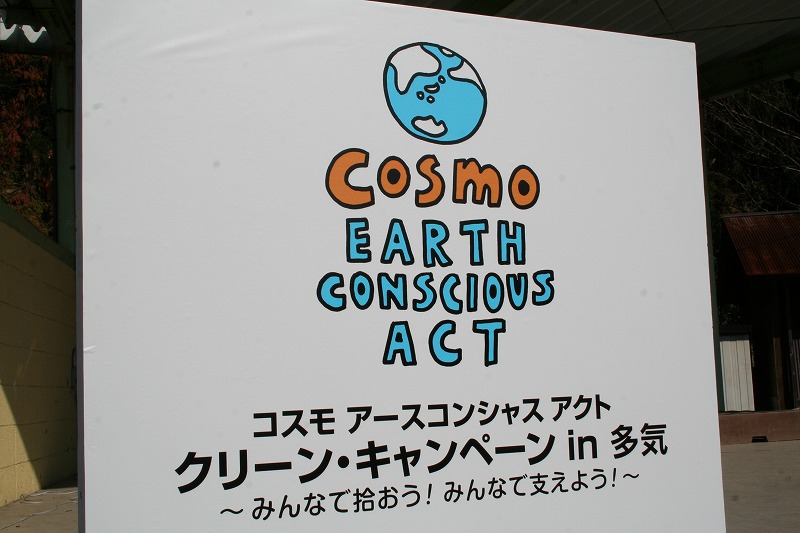 COSMO
EARTH
CONSCIOUS
ACT
コスモ アースコンシャス アクト
クリーン・キャンペーン in 多気
～みんなで拾おう! みんなで支えよう!～